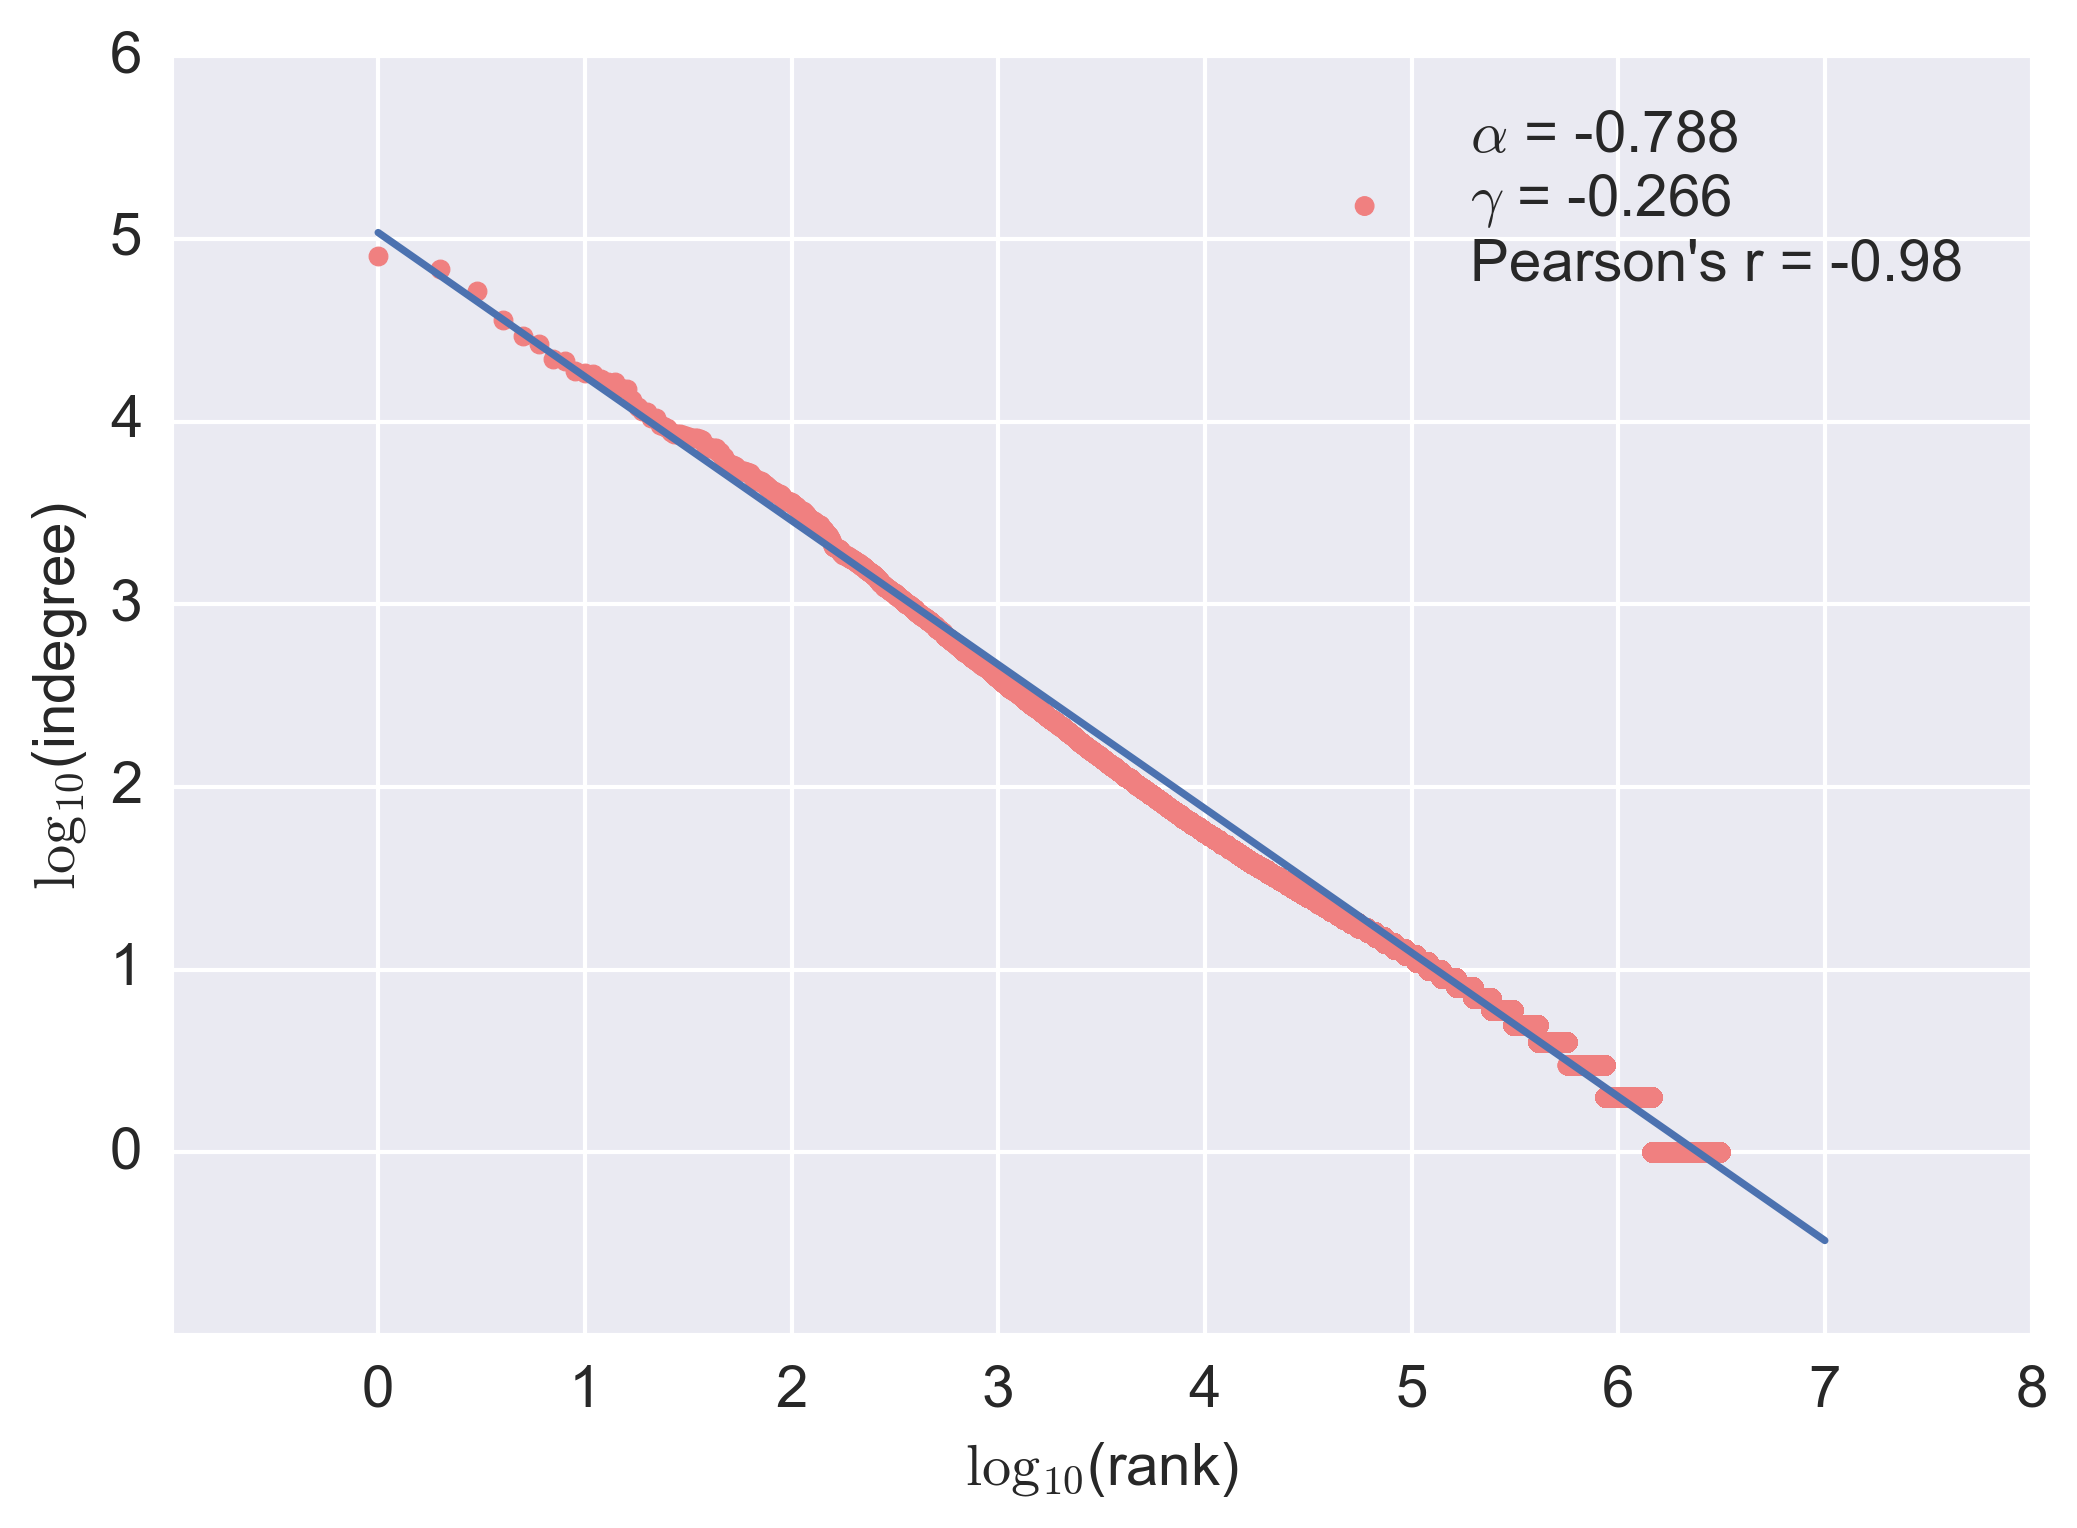 6
5
4
3
2
1
0
α = -0.788
γ = -0.266
Pearson's r = -0.98
log₁₀(indegree)
0 1 2 3 4 5 6 7 8
log₁₀(rank)